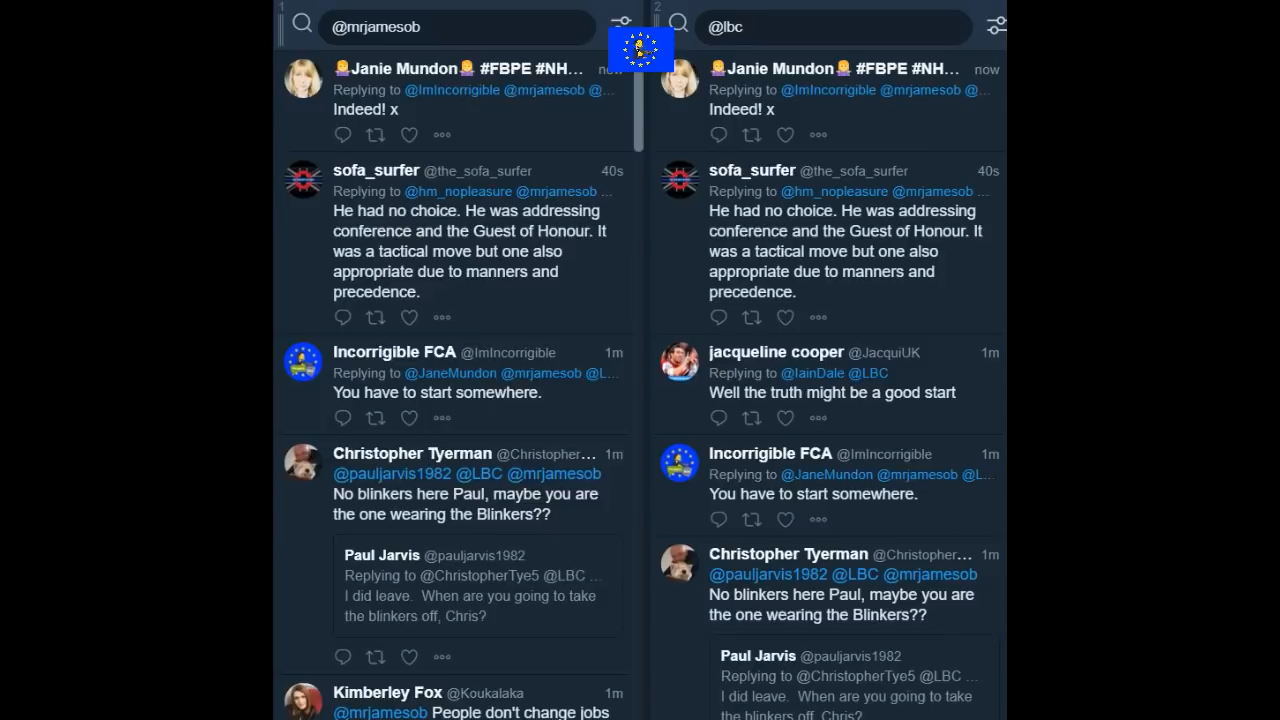 1
@mrjamesob
Janie Mundon #FBPE #NH... now
Replying to @ImIncorrigible @mrjamesob @...
Indeed! x
sofa_surfer @the_sofa_surfer 40s
Replying to @hm_nopleasure @mrjamesob ...
He had no choice. He was addressing
conference and the Guest of Honour. It
was a tactical move but one also
appropriate due to manners and
precedence.
Incorrigible FCA @ImIncorrigible 1m
Replying to @JaneMundon @mrjamesob @L...
You have to start somewhere.
Christopher Tyerman @Christopher... 1m
@pauljarvis1982 @LBC @mrjamesob
No blinkers here Paul, maybe you are
the one wearing the Blinkers??
Paul Jarvis @pauljarvis1982
Replying to @ChristopherTye5 @LBC ...
I did leave. When are you going to take
the blinkers off, Chris?
Kimberley Fox @Koukalaka 1m
@mrjamesob People don't change jobs
2
@lbc
Janie Mundon #FBPE #NH... now
Replying to @ImIncorrigible @mrjamesob @...
Indeed! x
sofa_surfer @the_sofa_surfer 40s
Replying to @hm_nopleasure @mrjamesob ...
He had no choice. He was addressing
conference and the Guest of Honour. It
was a tactical move but one also
appropriate due to manners and
precedence.
jacqueline cooper @JacquiUK 1m
Replying to @IainDale @LBC
Well the truth might be a good start
Incorrigible FCA @ImIncorrigible 1m
Replying to @JaneMundon @mrjamesob @L...
You have to start somewhere.
Christopher Tyerman @Christopher... 1m
@pauljarvis1982 @LBC @mrjamesob
No blinkers here Paul, maybe you are
the one wearing the Blinkers??
Paul Jarvis @pauljarvis1982
Replying to @ChristopherTye5 @LBC ...
I did leave. When are you going to take
the blinkers off, Chris?